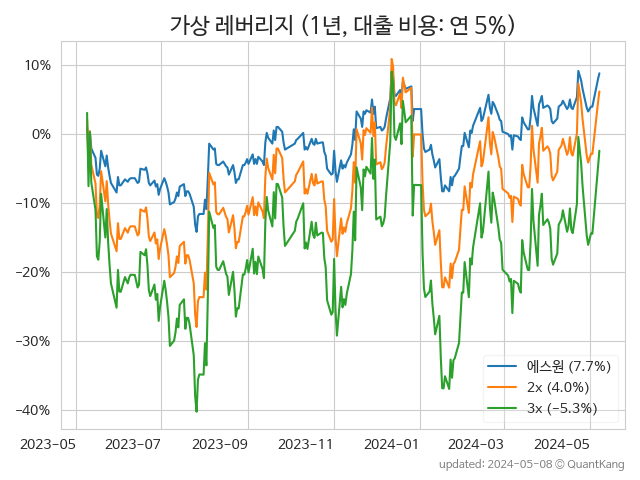 가상 레버리지 (1년, 대출 비용: 연 5%)
10%
0%
−10%
−20%
−30%
−40%
에스원 (7.7%)
2x (4.0%)
3x (−5.3%)
2023-05 2023-07 2023-09 2023-11 2024-01 2024-03 2024-05
updated: 2024-05-08 © QuantKang